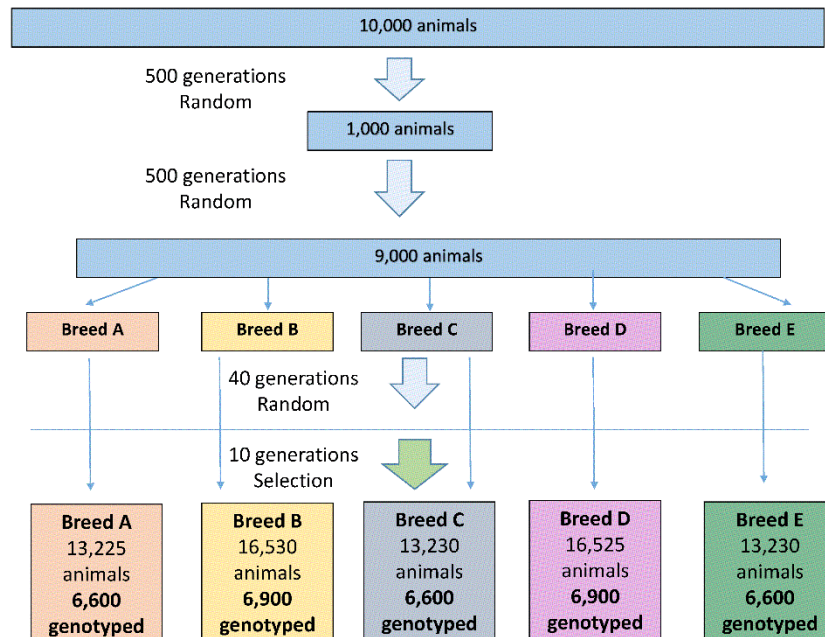 10,000 animals
500 generations
Random
1,000 animals
500 generations
Random
9,000 animals
Breed A
Breed B
Breed C
Breed D
Breed E
40 generations
Random
10 generations
Selection
Breed A
13,225
animals
6,600
genotyped
Breed B
16,530
animals
6,900
genotyped
Breed C
13,230
animals
6,600
genotyped
Breed D
16,525
animals
6,900
genotyped
Breed E
13,230
animals
6,600
genotyped